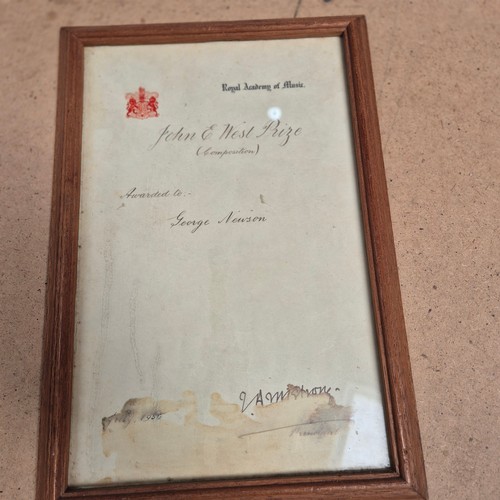 Royal Academy of Music.
John E West Prize
(Composition)
Awarded to:-
George Newson